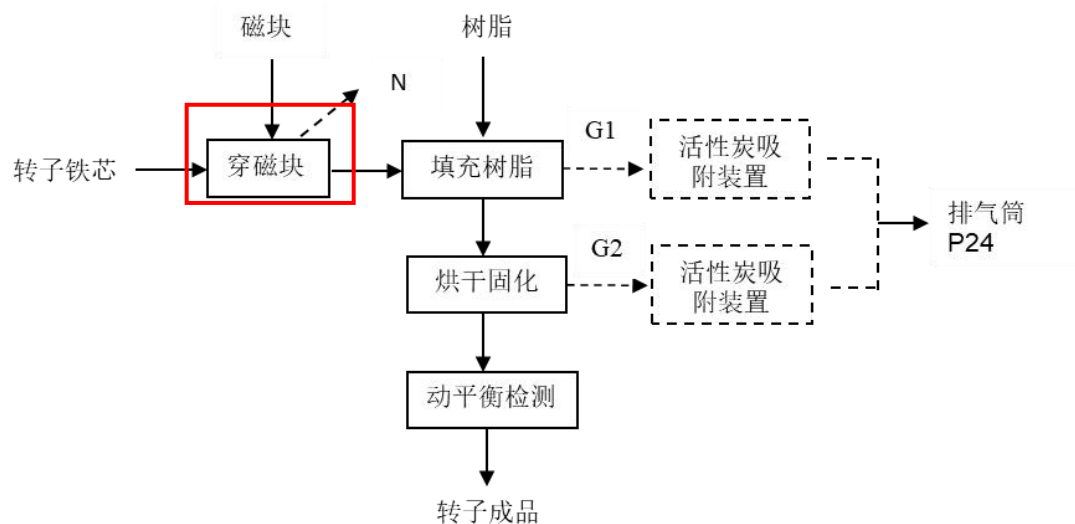 磁块
树脂
N
G1
转子铁芯
穿磁块
填充树脂
活性炭吸
附装置
排气筒
P24
G2
烘干固化
活性炭吸
附装置
动平衡检测
转子成品